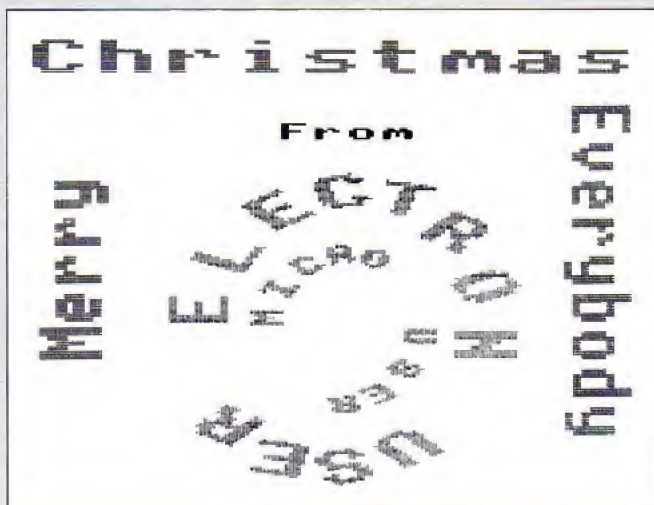 Merry
Christmas
Everybody
From
ELECTRON USER
MICRO USER